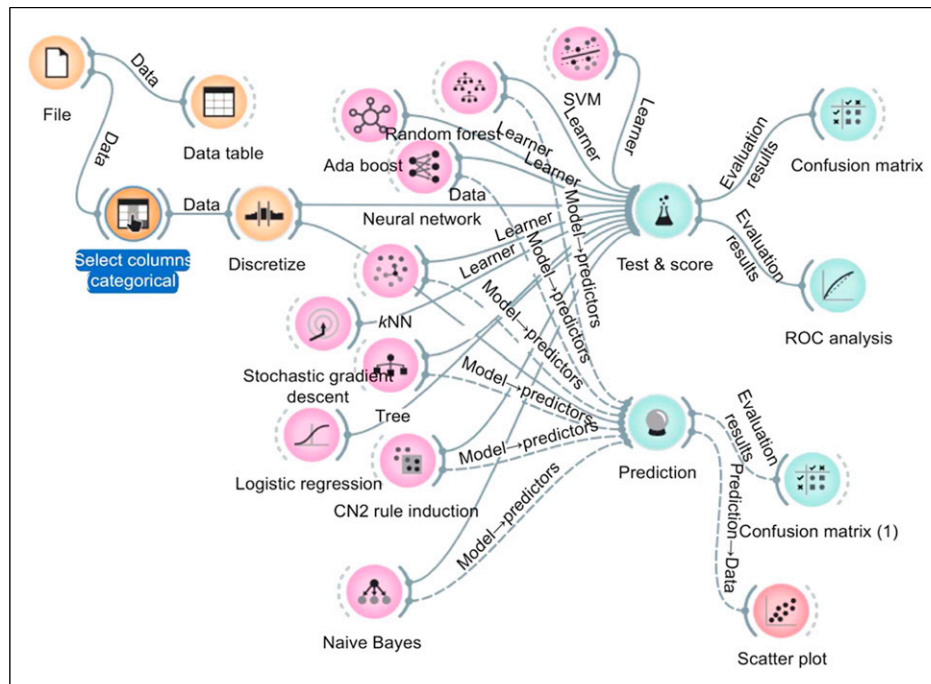 File
Data
Data
Data table
Select columns
categorical
Data
Discretize
Ada boost
Random forest
SVM
Neural network
Learner
Learner
Learner
Learner
Data
Learner
Learner
kNN
Stochastic gradient
descent
Tree
Logistic regression
CN2 rule induction
Naive Bayes
Model→predictors
Model→predictors
Model→predictors
Model→predictors
Model→predictors
Model→predictors
Test & score
Evaluation
results
Confusion matrix
Evaluation
results
ROC analysis
Prediction
Evaluation
results
Confusion matrix (1)
Prediction→Data
Scatter plot